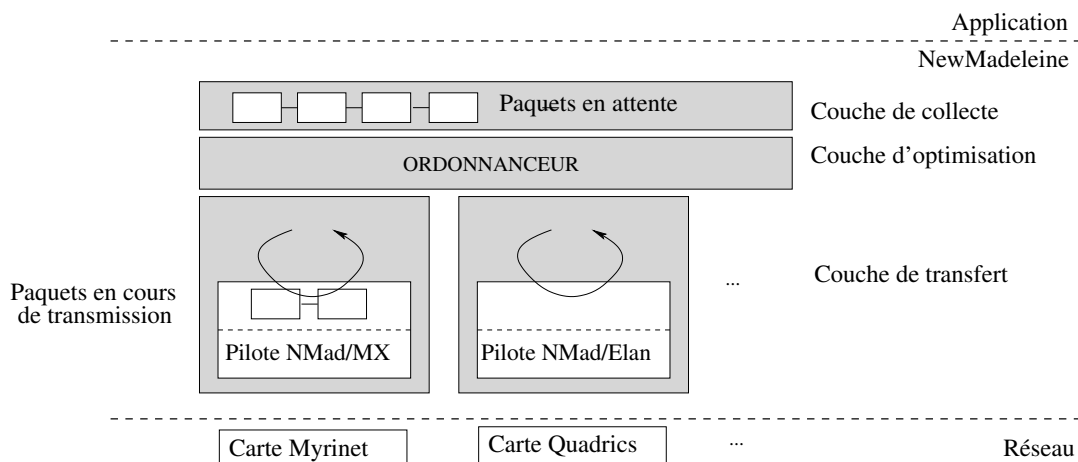 Application
NewMadeleine
Paquets en attente
Couche de collecte
ORDONNANCEUR
Couche d'optimisation
Paquets en cours
de transmission
...
Couche de transfert
Pilote NMad/MX
Pilote NMad/Elan
Carte Myrinet
Carte Quadrics
...
Réseau